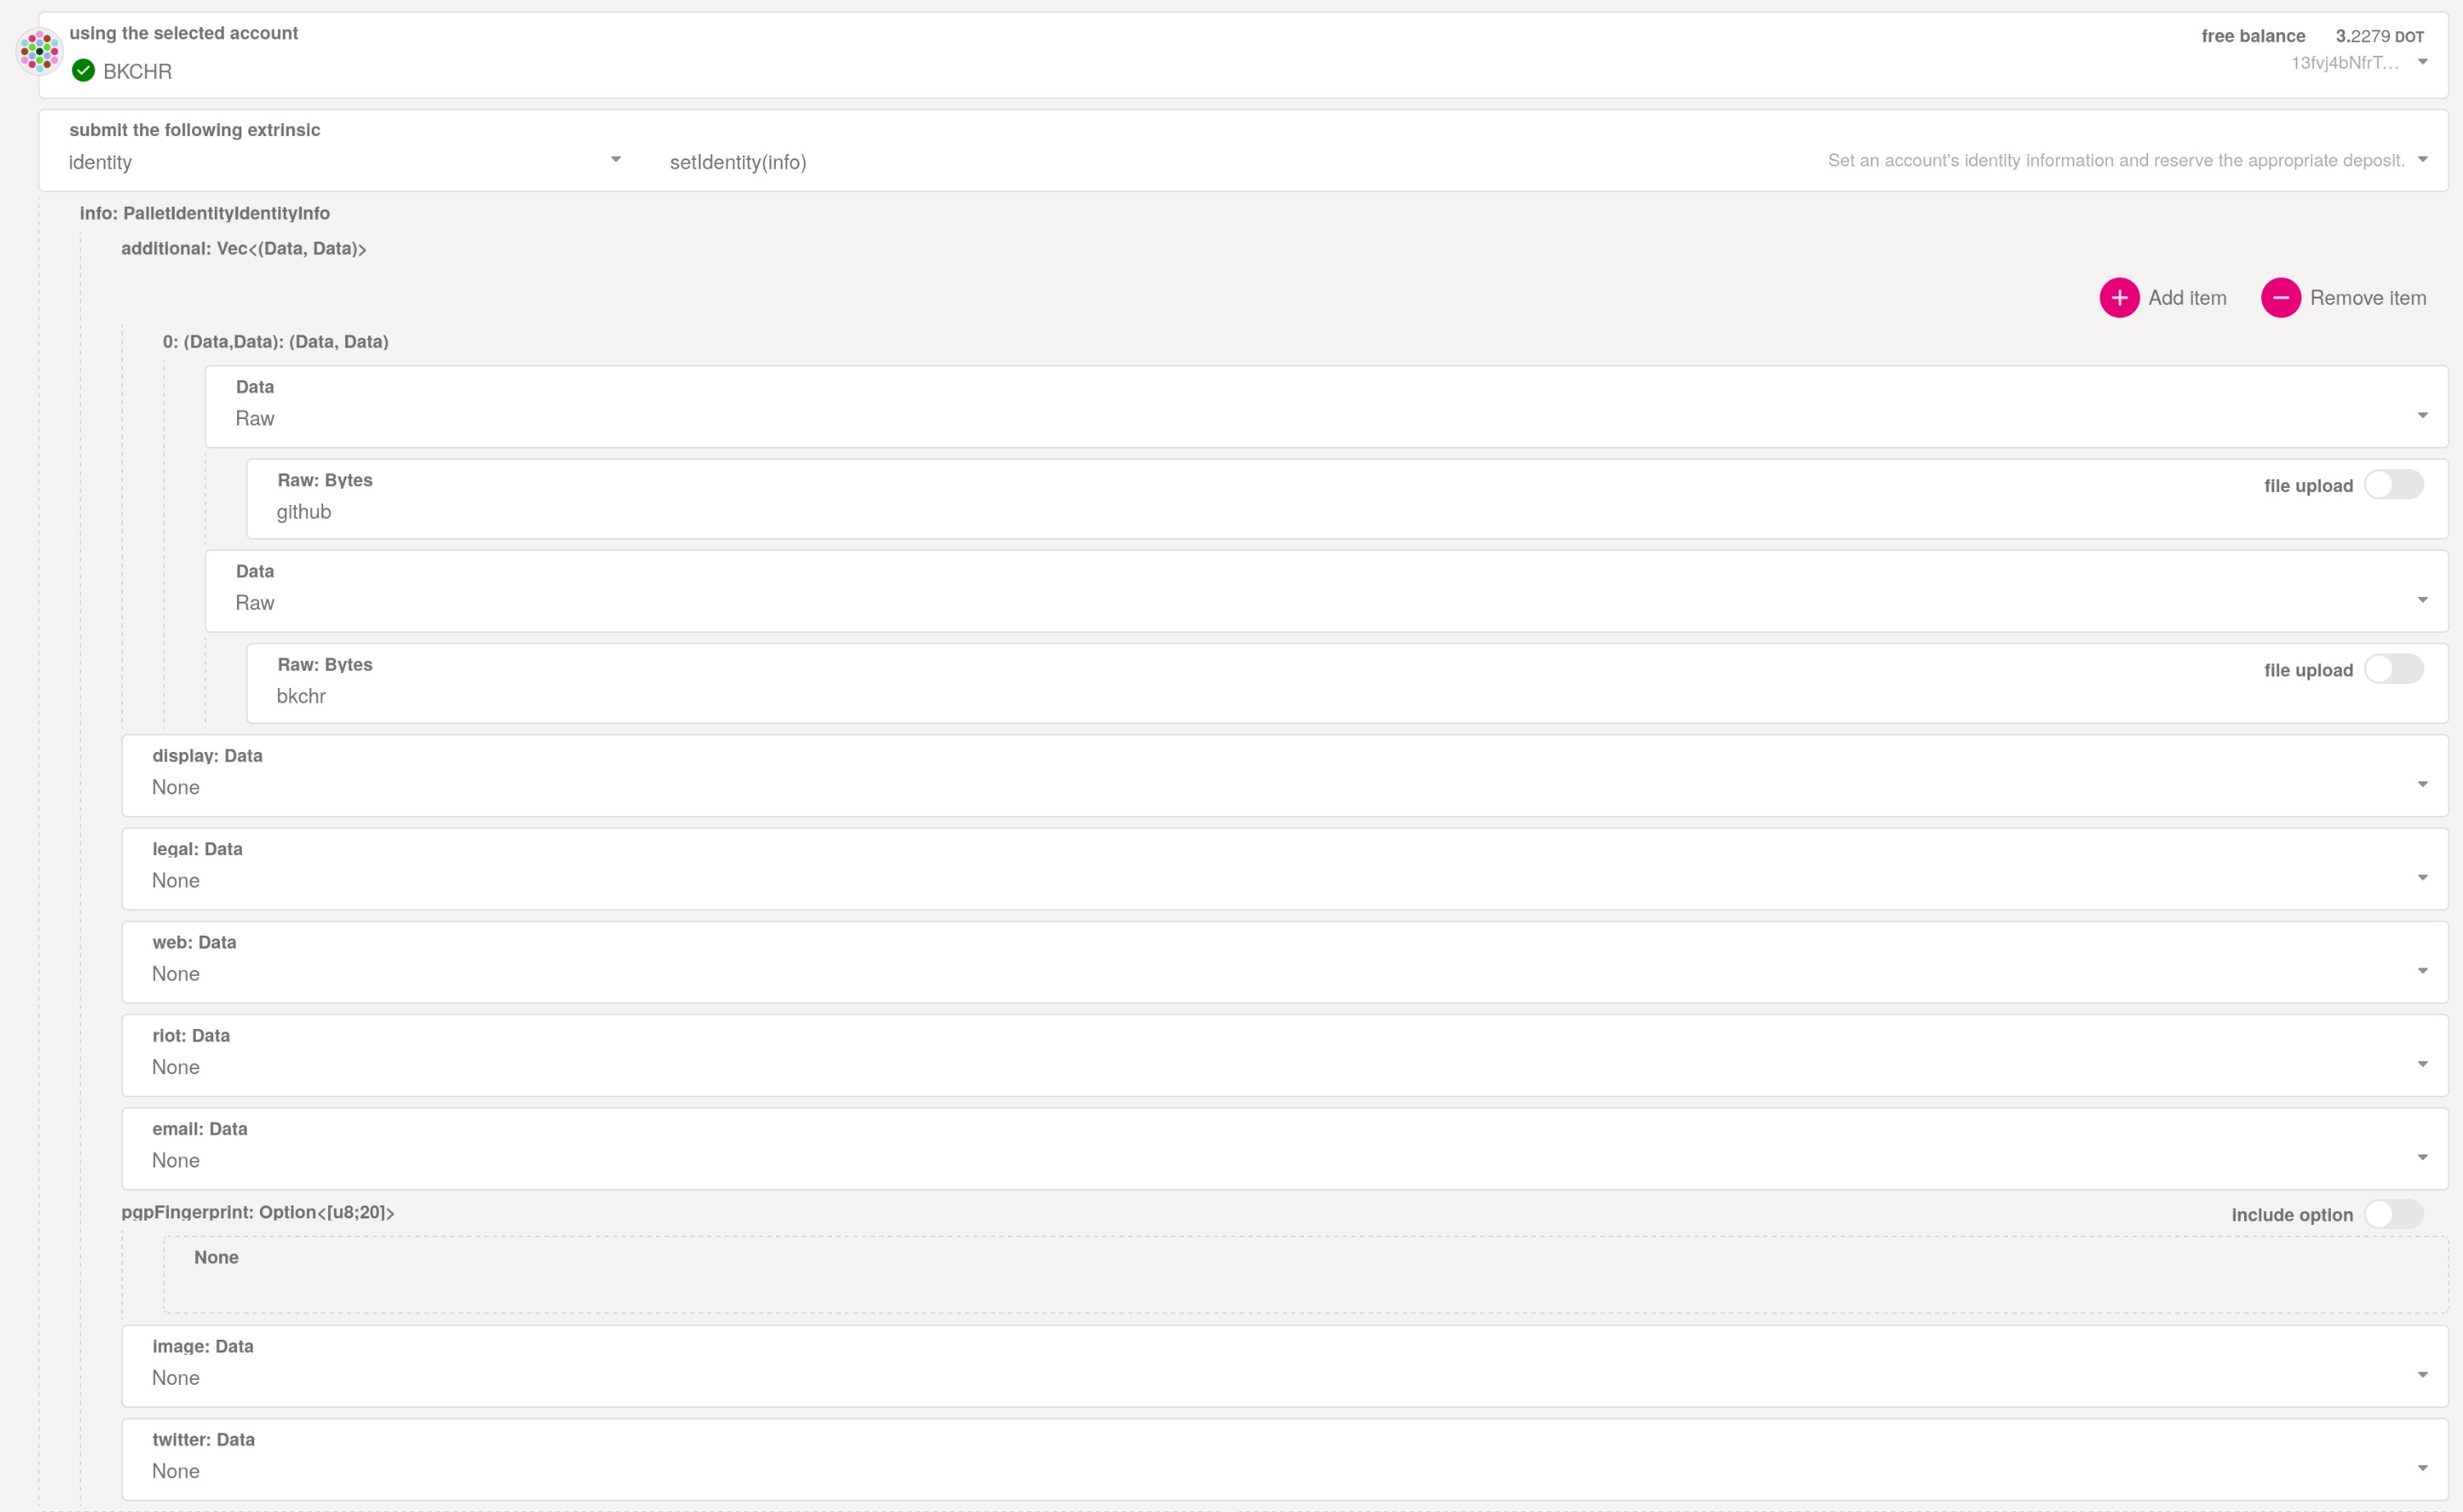 using the selected account
free balance 3.2279 DOT
BKCHR
13fvj4bNfrT...
submit the following extrinsic
identity
setIdentity(info)
Set an account's identity information and reserve the appropriate deposit.
info: PalletIdentityIdentityInfo
additional: Vec<(Data, Data)>
Add item
Remove item
0: (Data,Data): (Data, Data)
Data
Raw
Raw: Bytes
file upload
github
Data
Raw
Raw: Bytes
file upload
bkchr
display: Data
None
legal: Data
None
web: Data
None
riot: Data
None
email: Data
None
pgpFingerprint: Option<[u8;20]>
include option
None
image: Data
None
twitter: Data
None